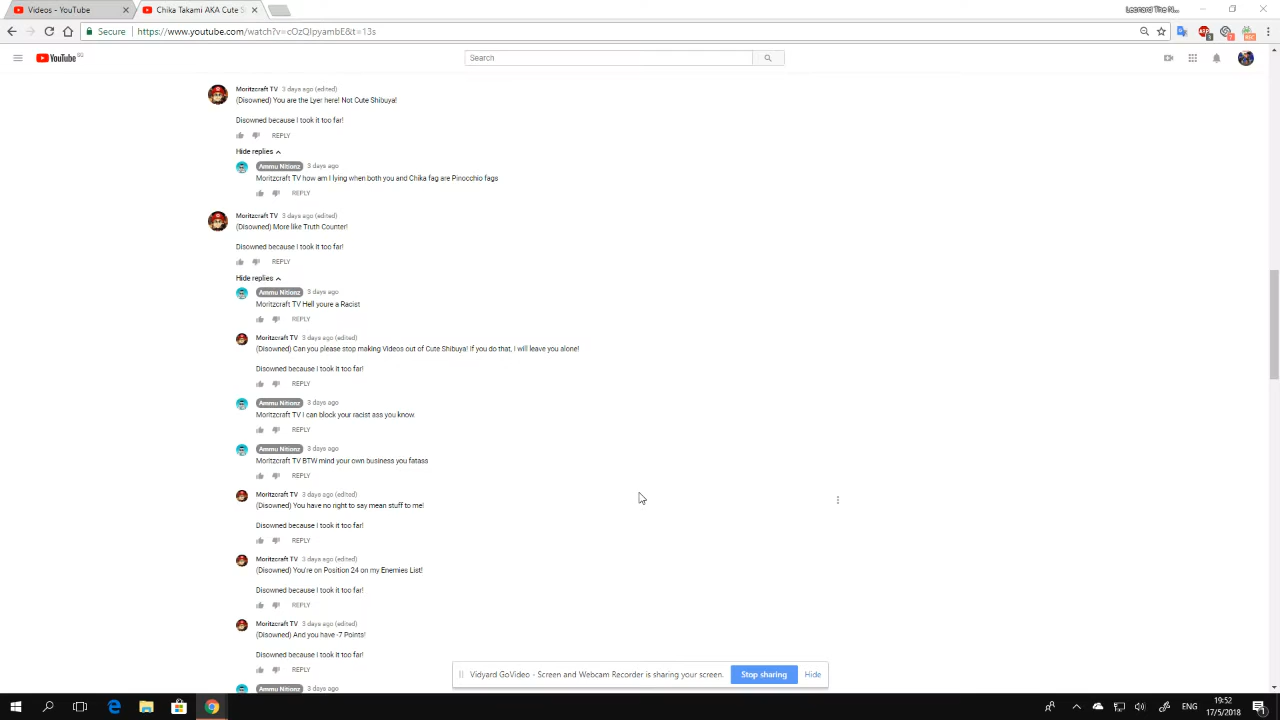 Videos - YouTube
Chika Takami AKA Cute S
Leonard The N...
Secure
https://www.youtube.com/watch?v=cOzQIpyambE&t=13s
YouTube
BG
Search
Moritzcraft TV 3 days ago (edited)
(Disowned) You are the Lyer here! Not Cute Shibuya!
Disowned because I took it too far!
REPLY
Hide replies
Ammu Nitionz 3 days ago
Moritzcraft TV how am I lying when both you and Chika fag are Pinocchio fags
REPLY
Moritzcraft TV 3 days ago (edited)
(Disowned) More like Truth Counter!
Disowned because I took it too far!
REPLY
Hide replies
Ammu Nitionz 3 days ago
Moritzcraft TV Hell youre a Racist
REPLY
Moritzcraft TV 3 days ago (edited)
(Disowned) Can you please stop making Videos out of Cute Shibuya! If you do that, I will leave you alone!
Disowned because I took it too far!
REPLY
Ammu Nitionz 3 days ago
Moritzcraft TV I can block your racist ass you know.
REPLY
Ammu Nitionz 3 days ago
Moritzcraft TV BTW mind your own business you fatass
REPLY
Moritzcraft TV 3 days ago (edited)
(Disowned) You have no right to say mean stuff to me!
Disowned because I took it too far!
REPLY
Moritzcraft TV 3 days ago (edited)
(Disowned) You're on Position 24 on my Enemies List!
Disowned because I took it too far!
REPLY
Moritzcraft TV 3 days ago (edited)
(Disowned) And you have -7 Points!
Disowned because I took it too far!
REPLY
Ammu Nitionz 3 days ago
Vidyard GoVideo - Screen and Webcam Recorder is sharing your screen.
Stop sharing
Hide
ENG
19:52
17/5/2018